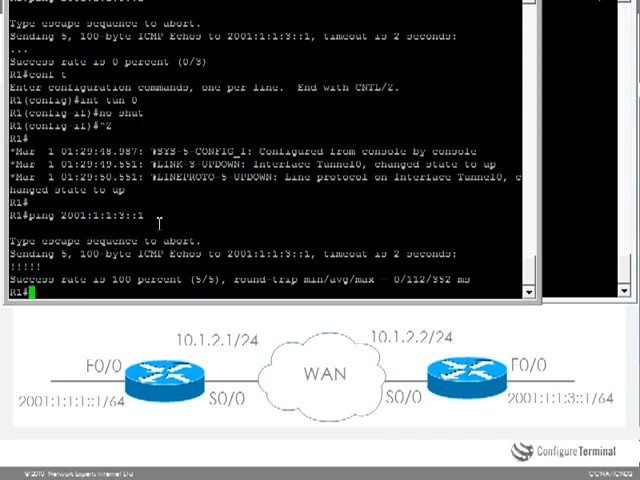 Type escape sequence to abort.
Sending 5, 100-byte ICMP Echos to 2001:1:1:3::1, timeout is 2 seconds:
...
Success rate is 0 percent (0/3)
R1#conf t
Enter configuration commands, one per line.  End with CNTL/Z.
R1(config)#int tun 0
R1(config-if)#no shut
R1(config-if)#^Z
R1#
*Mar  1 01:29:48.987: %SYS-5-CONFIG_I: Configured from console by console
*Mar  1 01:29:49.551: %LINK-3-UPDOWN: Interface Tunnel0, changed state to up
*Mar  1 01:29:50.551: %LINEPROTO-5-UPDOWN: Line protocol on Interface Tunnel0, c
hanged state to up
R1#
R1#ping 2001:1:1:3::1
Type escape sequence to abort.
Sending 5, 100-byte ICMP Echos to 2001:1:1:3::1, timeout is 2 seconds:
!!!!!
Success rate is 100 percent (5/5), round-trip min/avg/max = 0/112/352 ms
R1#
10.1.2.1/24
10.1.2.2/24
F0/0
WAN
F0/0
2001:1:1:1::1/64
S0/0
S0/0
2001:1:1:3::1/64
ConfigureTerminal
© 2010 Network Experts Internet Ltd
CCNA/ICND2